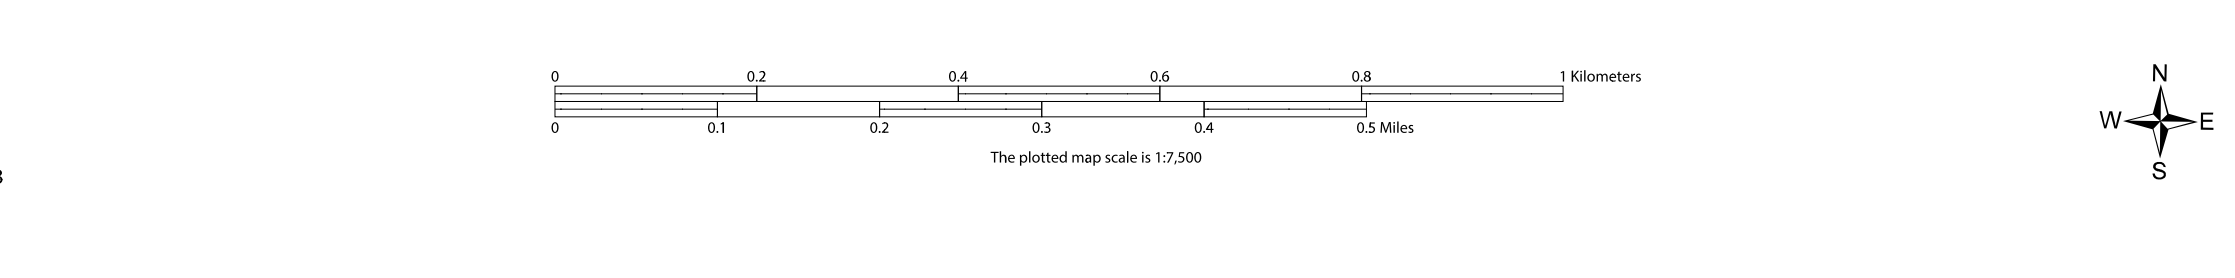 0 0.2 0.4 0.6 0.8 1 Kilometers
0 0.1 0.2 0.3 0.4 0.5 Miles
The plotted map scale is 1:7,500
N
W E
S